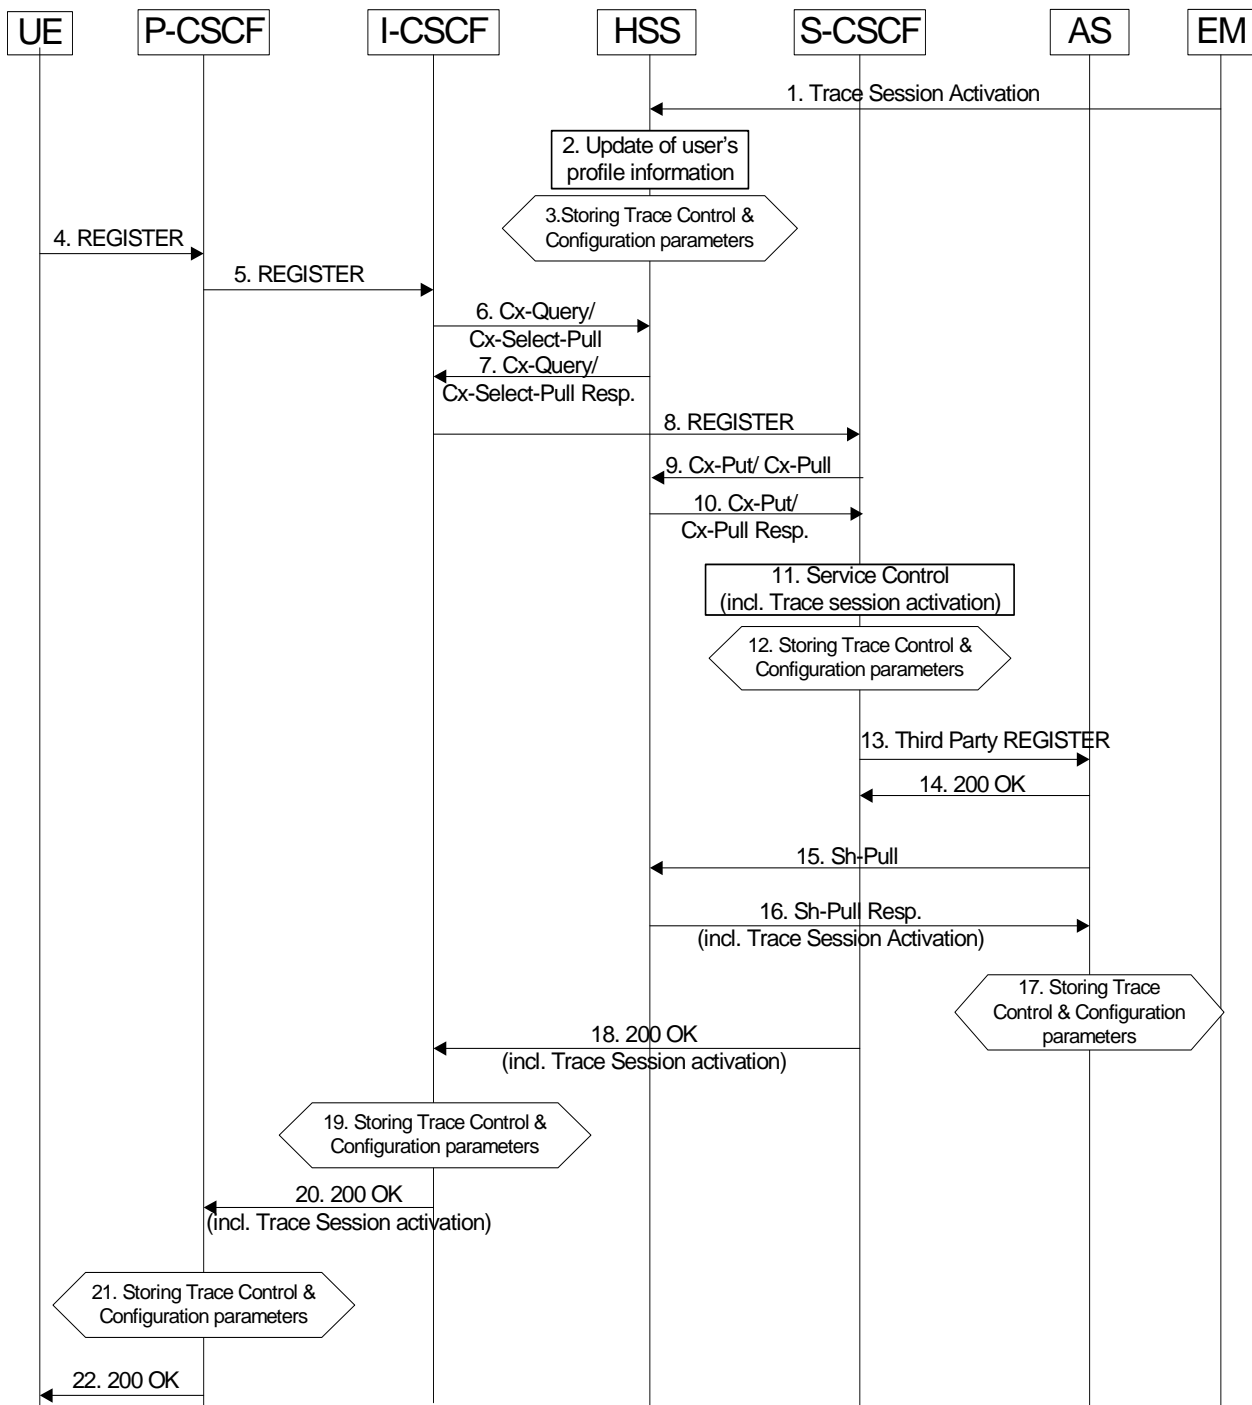 UE
P-CSCF
I-CSCF
HSS
S-CSCF
AS
EM
1. Trace Session Activation
2. Update of user’s
profile information
3.Storing Trace Control &
Configuration parameters
4. REGISTER
5. REGISTER
6. Cx-Query/
Cx-Select-Pull
7. Cx-Query/
Cx-Select-Pull Resp.
8. REGISTER
9. Cx-Put/ Cx-Pull
10. Cx-Put/
Cx-Pull Resp.
11. Service Control
(incl. Trace session activation)
12. Storing Trace Control &
Configuration parameters
13. Third Party REGISTER
14. 200 OK
15. Sh-Pull
16. Sh-Pull Resp.
(incl. Trace Session Activation)
17. Storing Trace
Control & Configuration
parameters
18. 200 OK
(incl. Trace Session activation)
19. Storing Trace Control &
Configuration parameters
20. 200 OK
(incl. Trace Session activation)
21. Storing Trace Control &
Configuration parameters
22. 200 OK